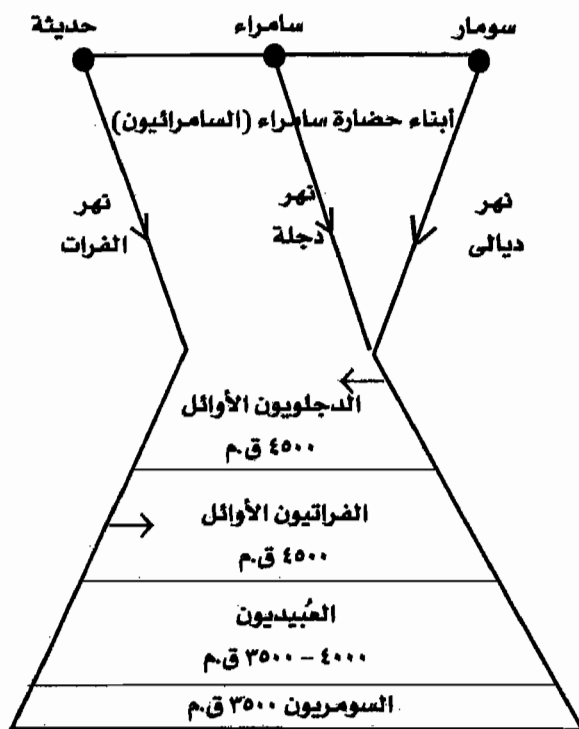 سومار
سامراء
حديثة
أبناء حضارة سامراء (السامرائيون)
نهر
ديالى
نهر
دجلة
نهر
الفرات
الدجلويون الأوائل
٤٥٠٠ ق.م
الفراتيون الأوائل
٤٥٠٠ ق.م
العُبيديون
٤٠٠٠ – ٣٥٠٠ ق.م
السومريون ٣٥٠٠ ق.م